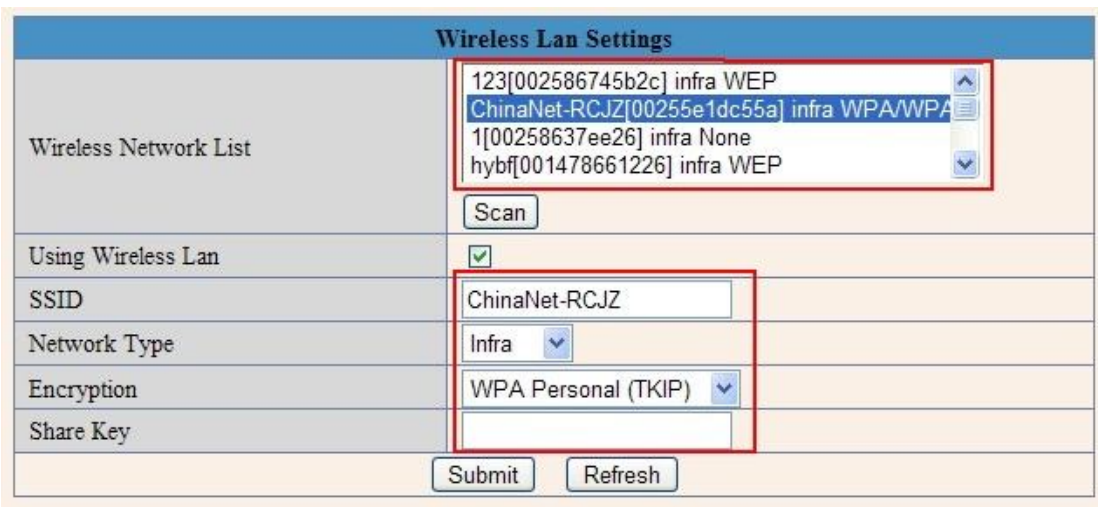 Wireless Lan Settings
Wireless Network List
123[002586745b2c] infra WEP
ChinaNet-RCJZ[00255e1dc55a] infra WPA/WPA
1[00258637ee26] infra None
hybf[001478661226] infra WEP
Scan
Using Wireless Lan
SSID
ChinaNet-RCJZ
Network Type
Infra
Encryption
WPA Personal (TKIP)
Share Key
Submit
Refresh